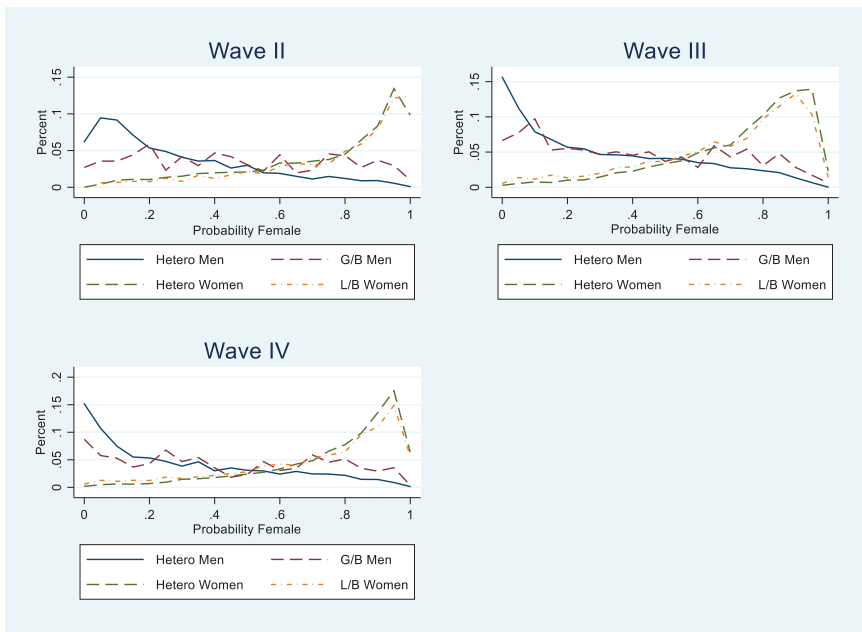 Wave II
Percent
.15
.1
.05
0
0 .2 .4 .6 .8 1
Probability Female
Hetero Men G/B Men
Hetero Women L/B Women
Wave III
Percent
.15
.1
.05
0
0 .2 .4 .6 .8 1
Probability Female
Hetero Men G/B Men
Hetero Women L/B Women
Wave IV
Percent
.2
.15
.1
.05
0
0 .2 .4 .6 .8 1
Probability Female
Hetero Men G/B Men
Hetero Women L/B Women